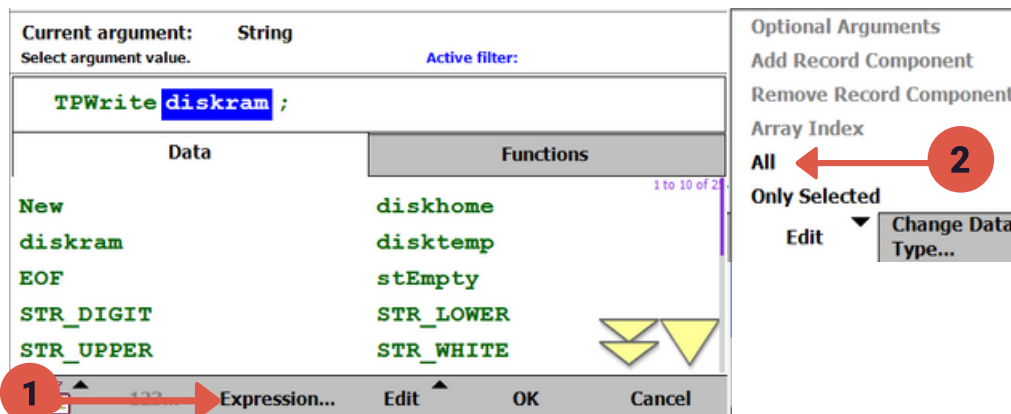 Current argument: String
Select argument value. Active filter:
TPWrite diskram ;
Data Functions
1 to 10 of
New diskhome
diskram disktemp
EOF stEmpty
STR_DIGIT STR_LOWER
STR_UPPER STR_WHITE
1 123... Expression... Edit OK Cancel
Optional Arguments
Add Record Component
Remove Record Component
Array Index
All 2
Only Selected
Edit Change Data
Type...